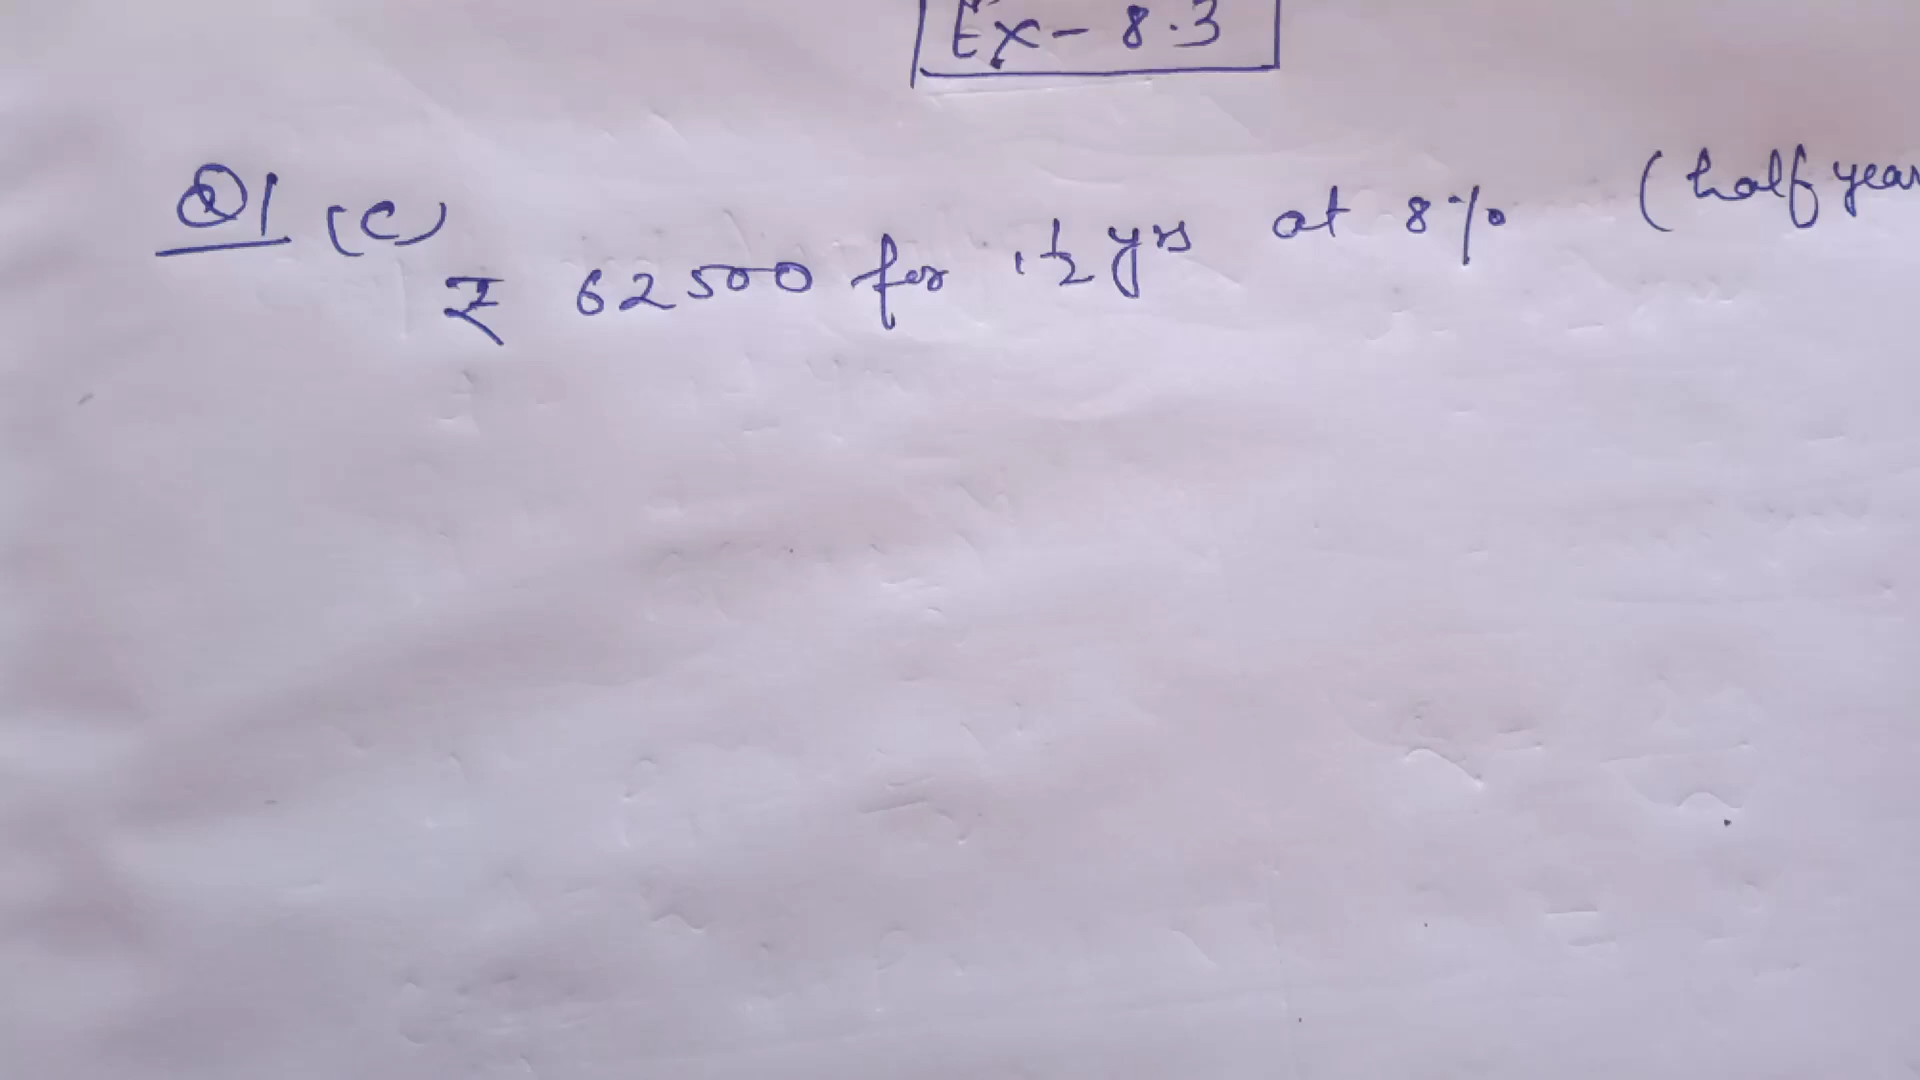 Ex- 8.3
Q1 (c)
₹ 62500 for 1½ yrs at 8% (half year